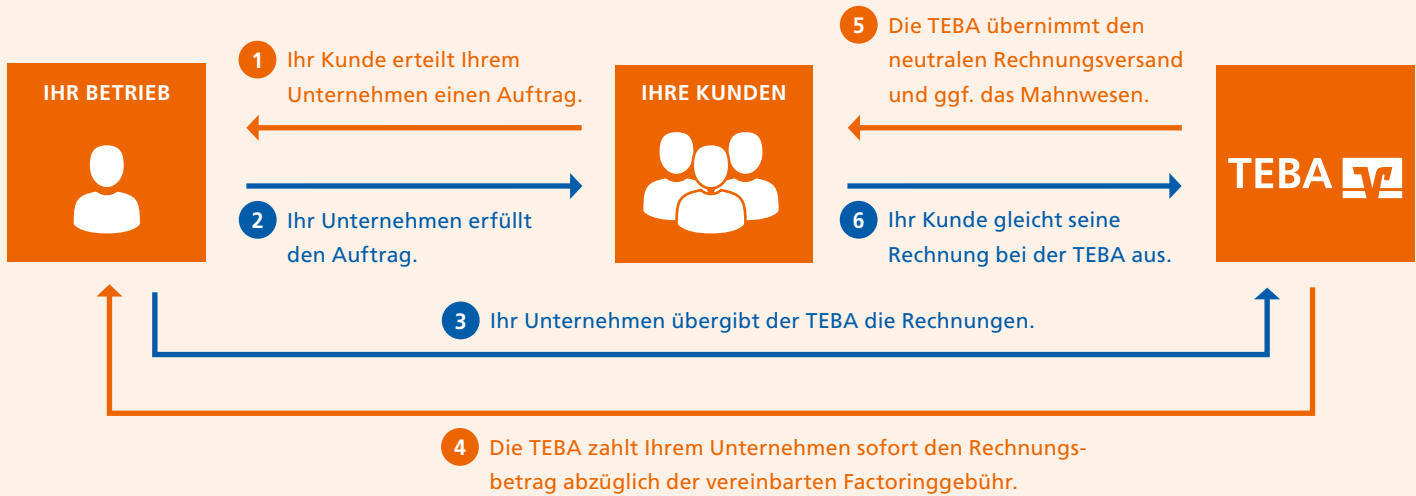 IHR BETRIEB
1 Ihr Kunde erteilt Ihrem
Unternehmen einen Auftrag.
2 Ihr Unternehmen erfüllt
den Auftrag.
IHRE KUNDEN
5 Die TEBA übernimmt den
neutralen Rechnungsversand
und ggf. das Mahnwesen.
6 Ihr Kunde gleicht seine
Rechnung bei der TEBA aus.
TEBA
3 Ihr Unternehmen übergibt der TEBA die Rechnungen.
4 Die TEBA zahlt Ihrem Unternehmen sofort den Rechnungs-
betrag abzüglich der vereinbarten Factoringgebühr.